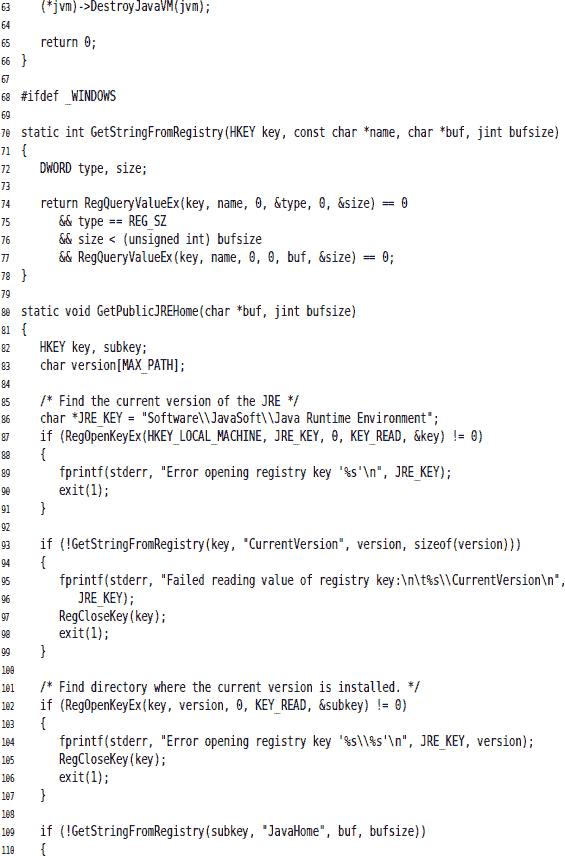 63 (*jvm)->DestroyJavaVM(jvm);
64
65 return 0;
66 }
67
68 #ifdef _WINDOWS
69
70 static int GetStringFromRegistry(HKEY key, const char *name, char *buf, jint bufsize)
71 {
72 DWORD type, size;
73
74 return RegQueryValueEx(key, name, 0, &type, 0, &size) == 0
75 && type == REG_SZ
76 && size < (unsigned int) bufsize
77 && RegQueryValueEx(key, name, 0, 0, buf, &size) == 0;
78 }
79
80 static void GetPublicJREHome(char *buf, jint bufsize)
81 {
82 HKEY key, subkey;
83 char version[MAX_PATH];
84
85 /* Find the current version of the JRE */
86 char *JRE_KEY = "Software\\JavaSoft\\Java Runtime Environment";
87 if (RegOpenKeyEx(HKEY_LOCAL_MACHINE, JRE_KEY, 0, KEY_READ, &key) != 0)
88 {
89 fprintf(stderr, "Error opening registry key '%s'\n", JRE_KEY);
90 exit(1);
91 }
92
93 if (!GetStringFromRegistry(key, "CurrentVersion", version, sizeof(version)))
94 {
95 fprintf(stderr, "Failed reading value of registry key:\n\t%s\\CurrentVersion\n",
96 JRE_KEY);
97 RegCloseKey(key);
98 exit(1);
99 }
100
101 /* Find directory where the current version is installed. */
102 if (RegOpenKeyEx(key, version, 0, KEY_READ, &subkey) != 0)
103 {
104 fprintf(stderr, "Error opening registry key '%s\\%s'\n", JRE_KEY, version);
105 RegCloseKey(key);
106 exit(1);
107 }
108
109 if (!GetStringFromRegistry(subkey, "JavaHome", buf, bufsize))
110 {